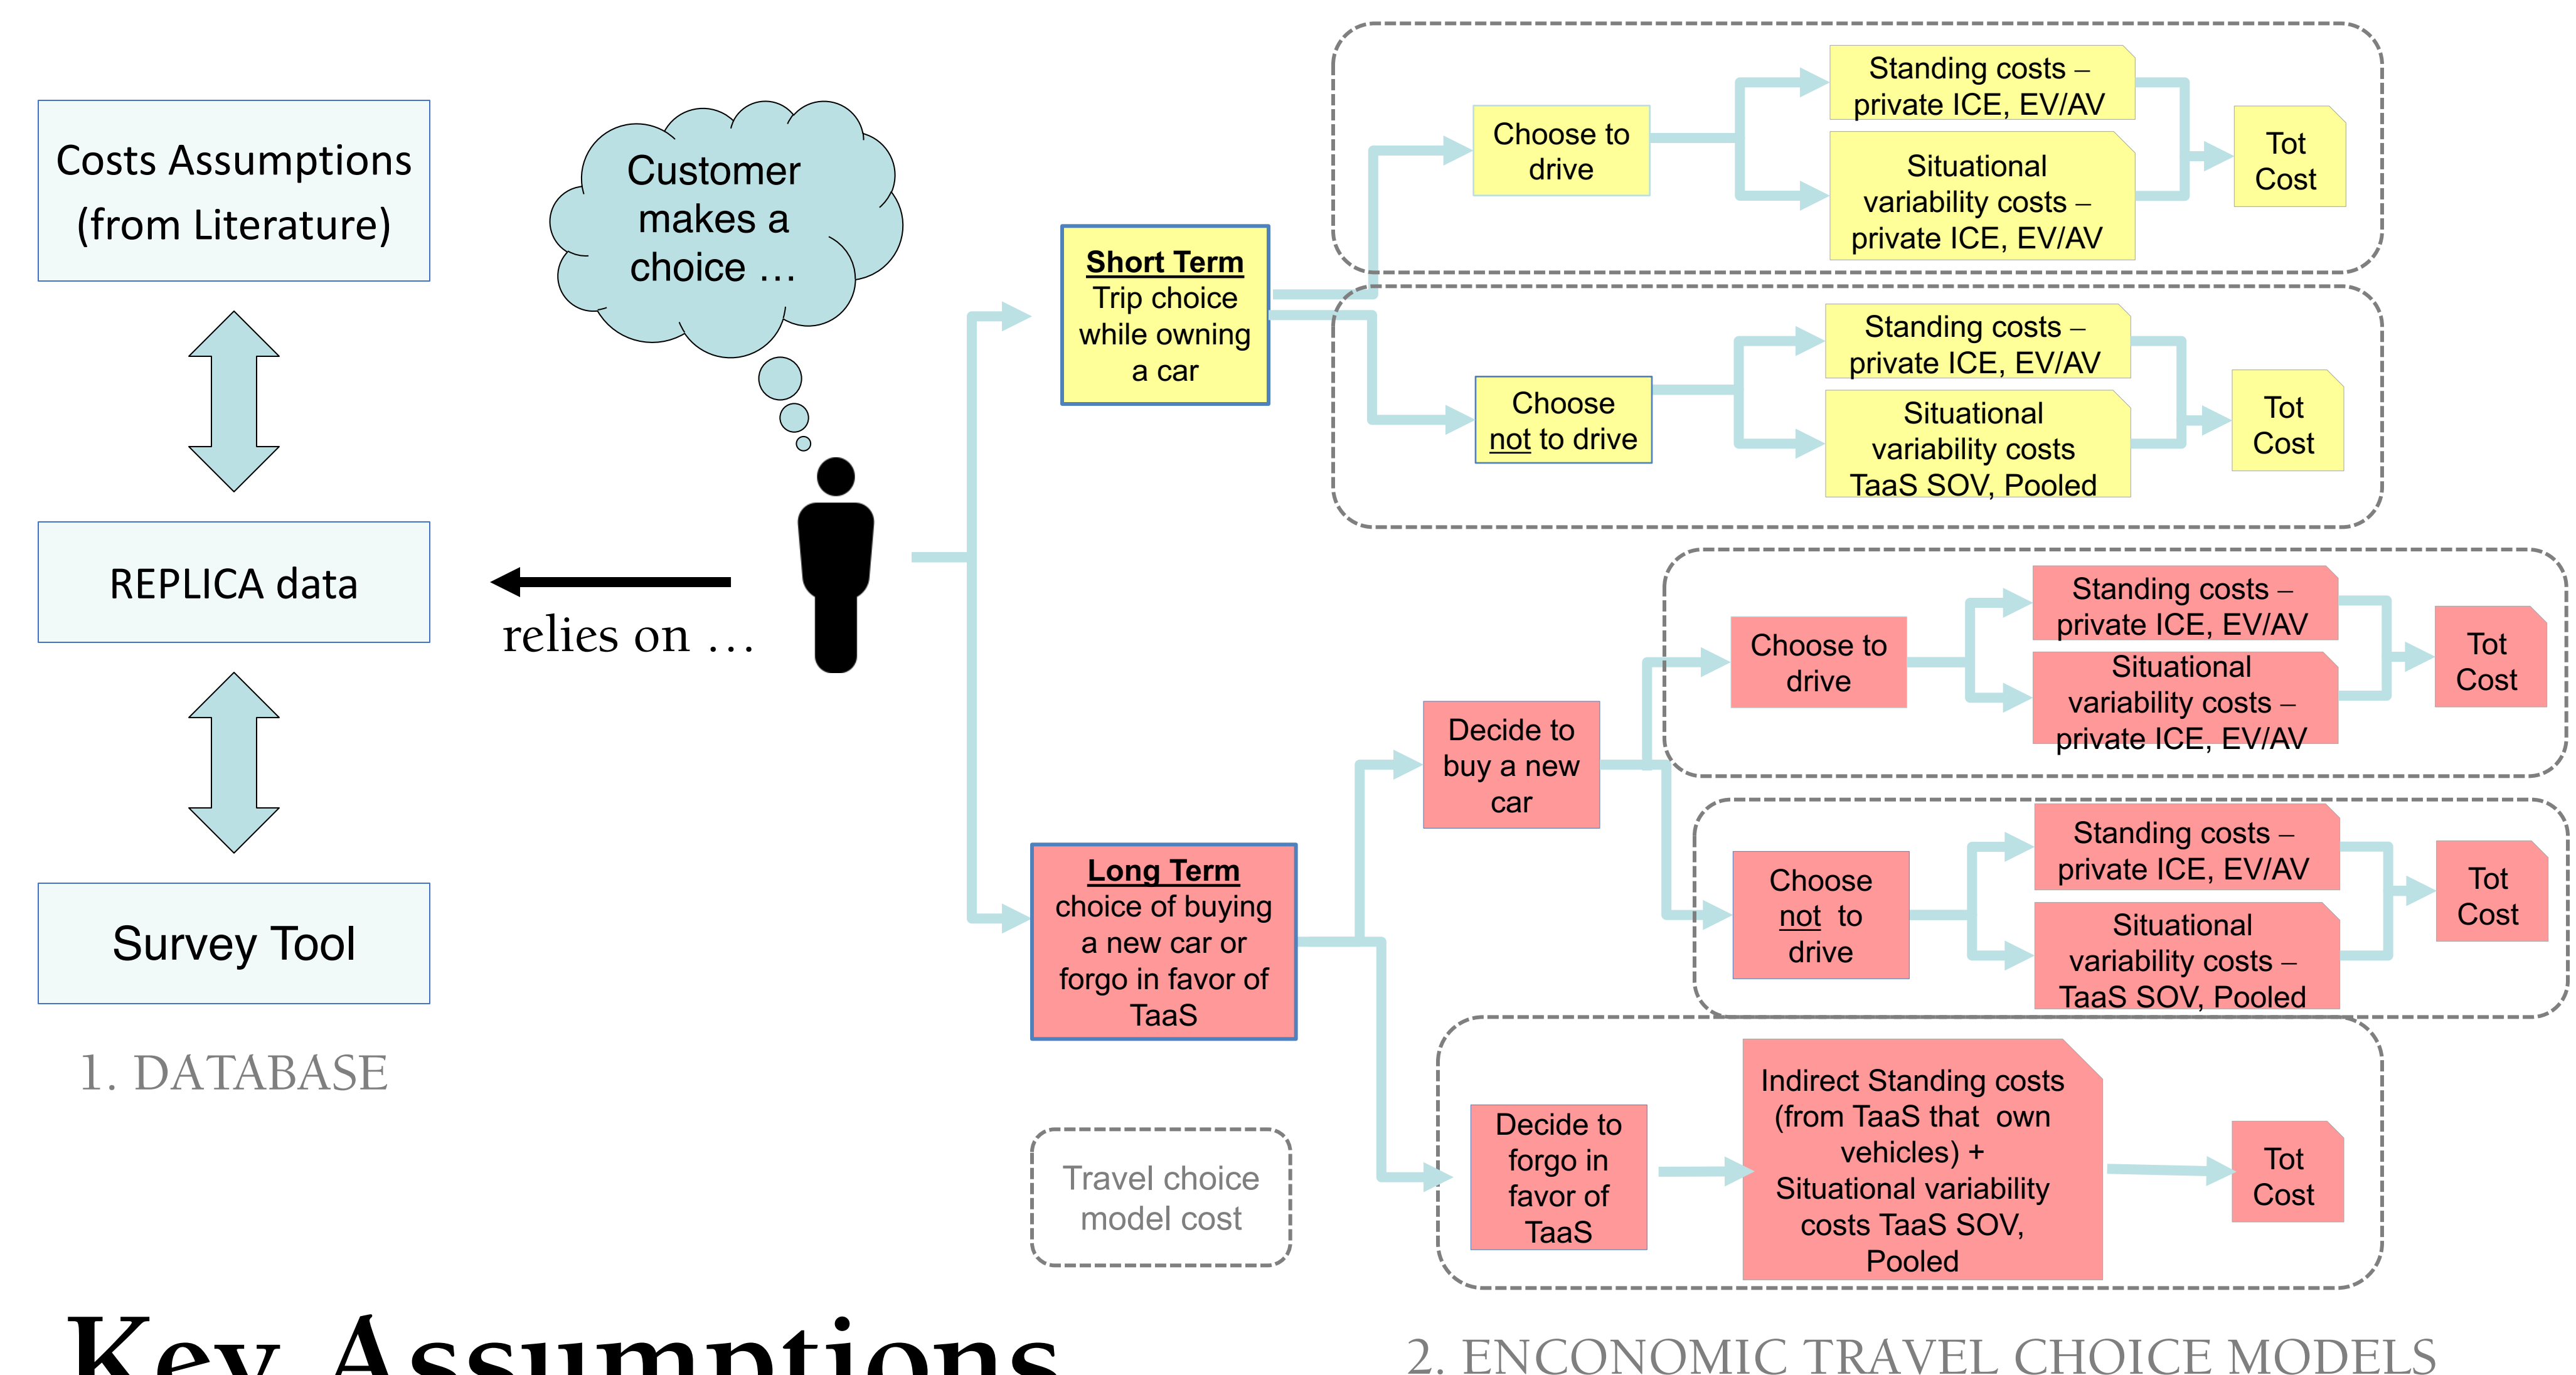 Costs Assumptions
(from Literature)
REPLICA data
Survey Tool
1. DATABASE
Customer
makes a
choice …
relies on …
Short Term
Trip choice
while owning
a car
Choose to
drive
Standing costs –
private ICE, EV/AV
Situational
variability costs –
private ICE, EV/AV
Tot
Cost
Choose
not to drive
Standing costs –
private ICE, EV/AV
Situational
variability costs
TaaS SOV, Pooled
Tot
Cost
Long Term
choice of buying
a new car or
forgo in favor of
TaaS
Decide to
buy a new
car
Choose to
drive
Standing costs –
private ICE, EV/AV
Situational
variability costs –
private ICE, EV/AV
Tot
Cost
Choose
not to
drive
Standing costs –
private ICE, EV/AV
Situational
variability costs –
TaaS SOV, Pooled
Tot
Cost
Decide to
forgo in
favor of
TaaS
Indirect Standing costs
(from TaaS that own
vehicles) +
Situational variability
costs TaaS SOV,
Pooled
Tot
Cost
Travel choice
model cost
Key Assumptions
2. ENCONOMIC TRAVEL CHOICE MODELS